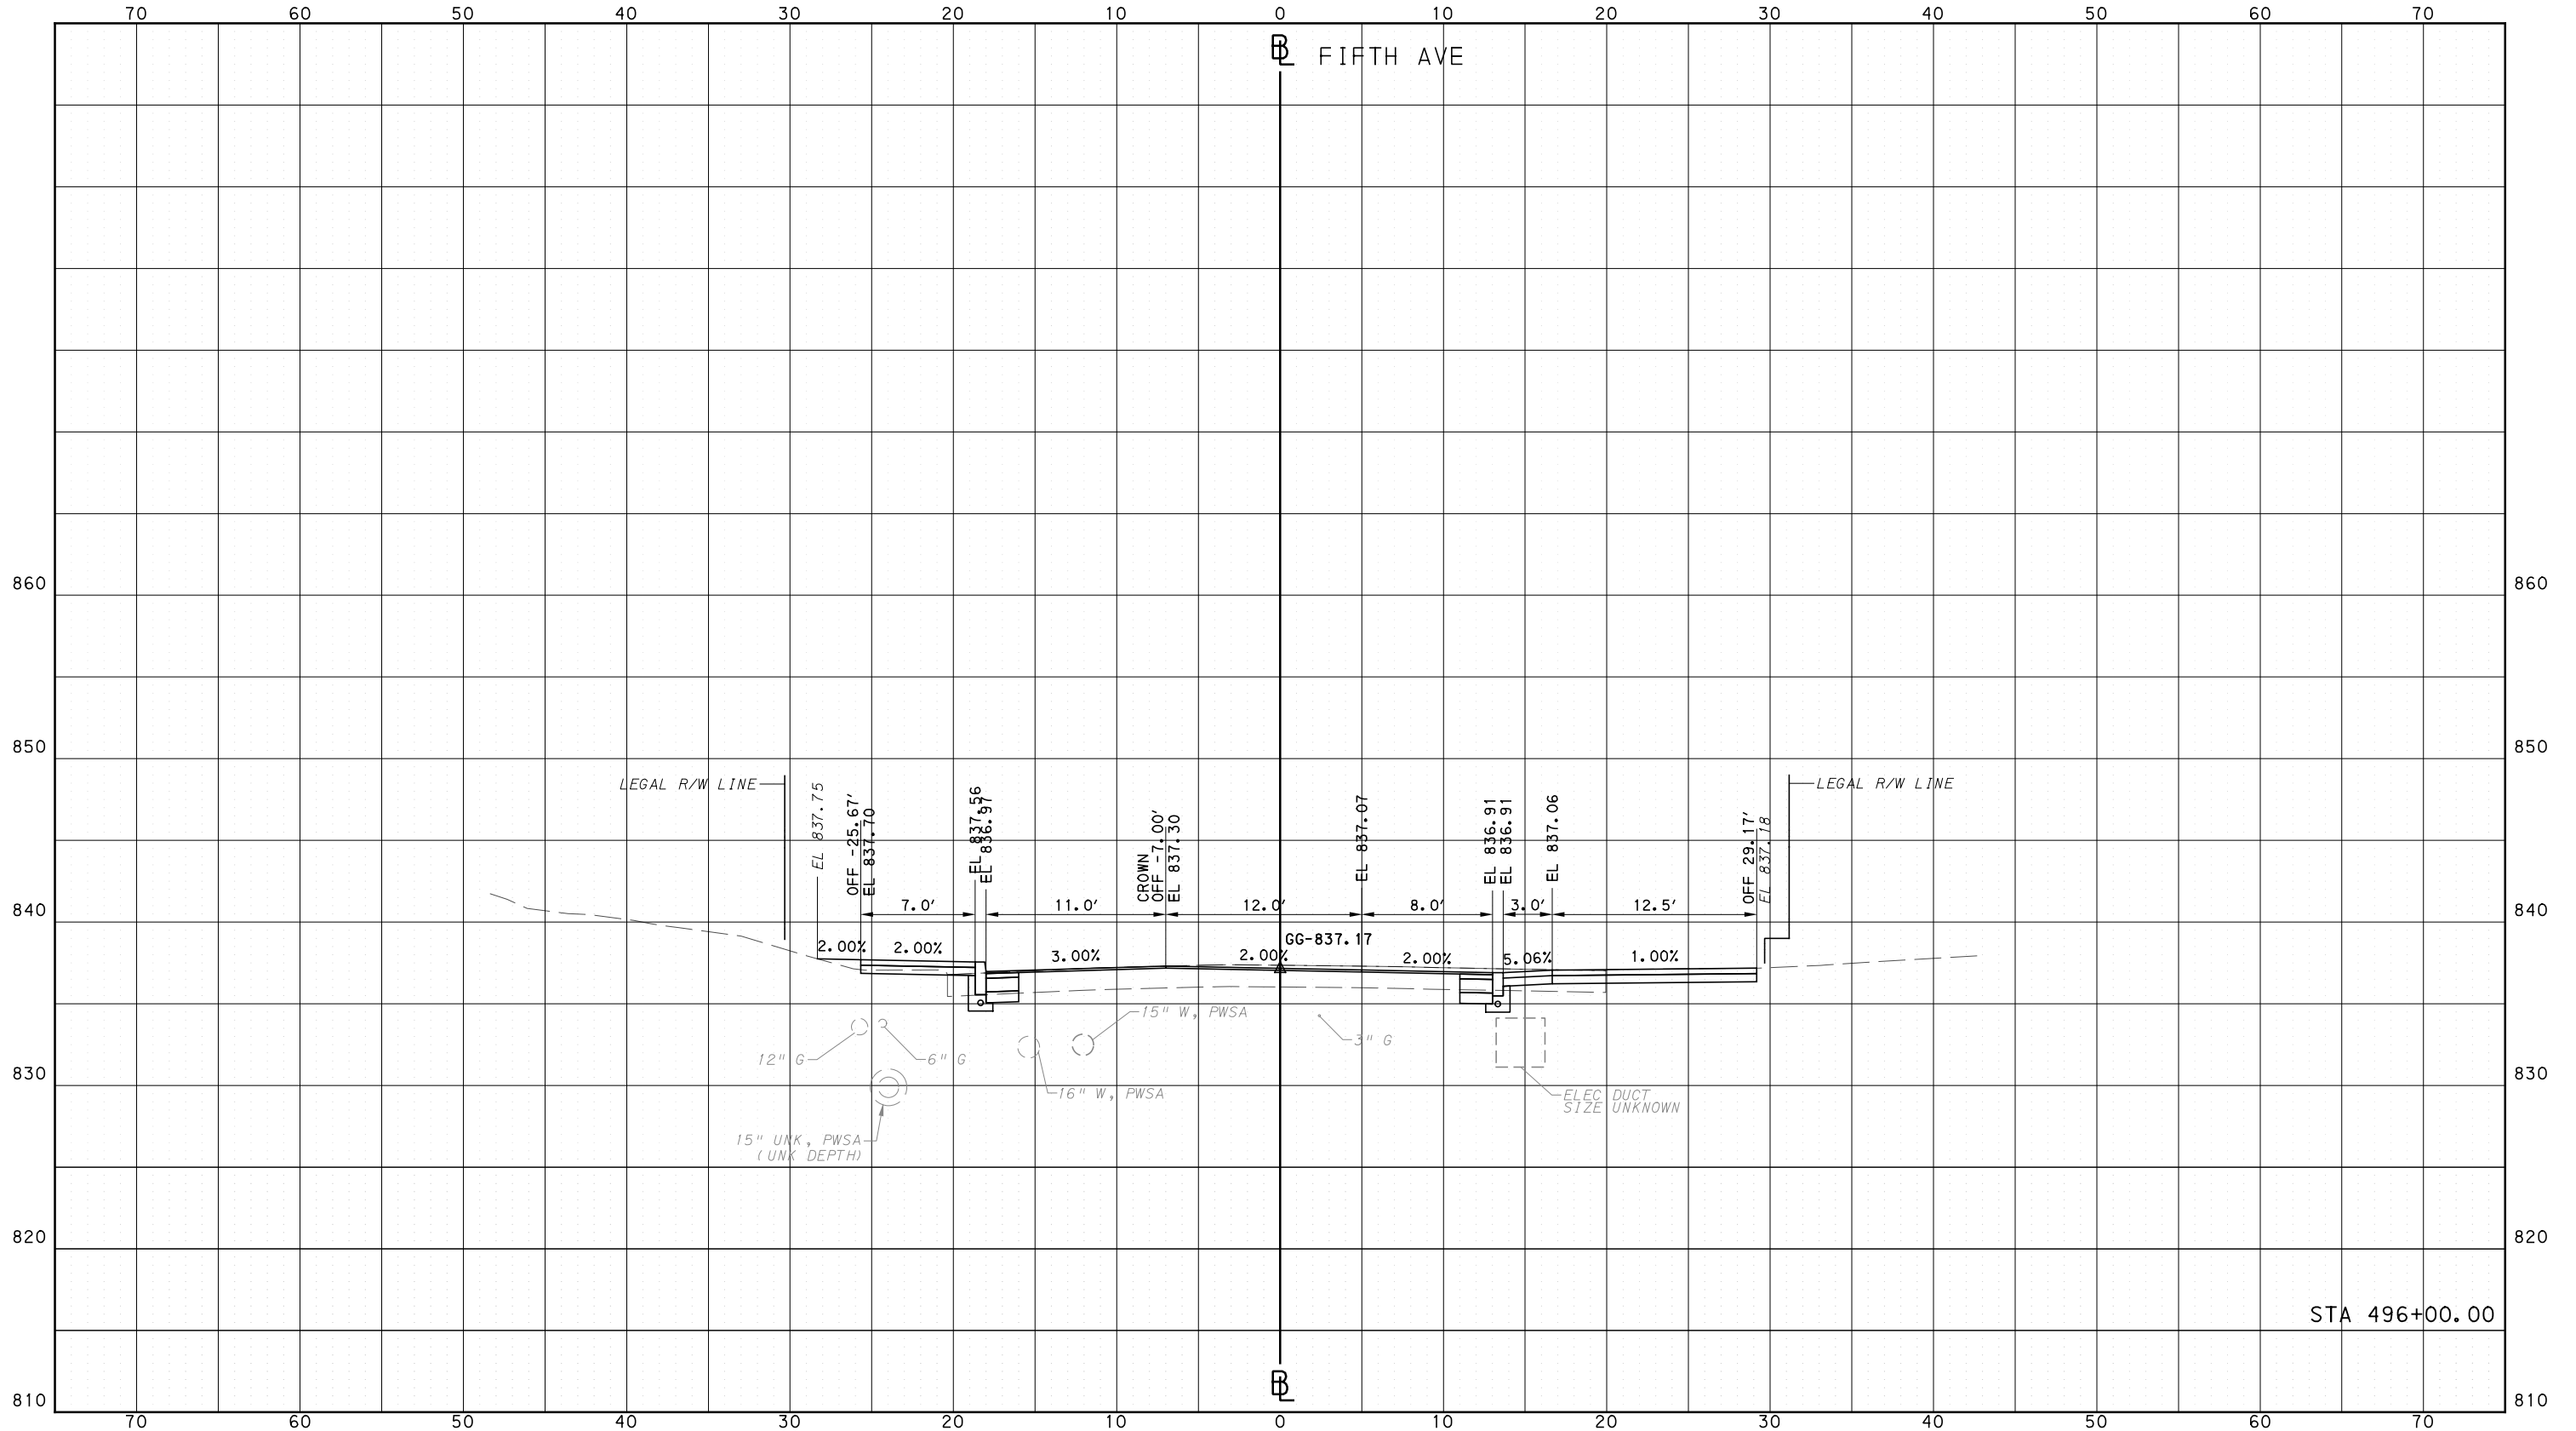 70 60 50 40 30 20 10 0 10 20 30 40 50 60 70
BL FIFTH AVE
860 860
850 850
LEGAL R/W LINE
LEGAL R/W LINE
EL 837.75
OFF -25.67'
EL 837.70
EL 837.56
EL 836.97
CROWN
OFF -7.00'
EL 837.30
EL 837.07
EL 836.91
EL 836.91
EL 837.06
OFF 29.17'
EL 837.18
840 840
7.0' 11.0' 12.0' 8.0' 3.0' 12.5'
GG-837.17
2.00% 2.00% 3.00% 2.00% 2.00% 5.06% 1.00%
15" W, PWSA
3" G
12" G
6" G
830 830
16" W, PWSA
ELEC DUCT
SIZE UNKNOWN
15" UNK, PWSA
(UNK DEPTH)
820 820
STA 496+00.00
BL
810 810
70 60 50 40 30 20 10 0 10 20 30 40 50 60 70